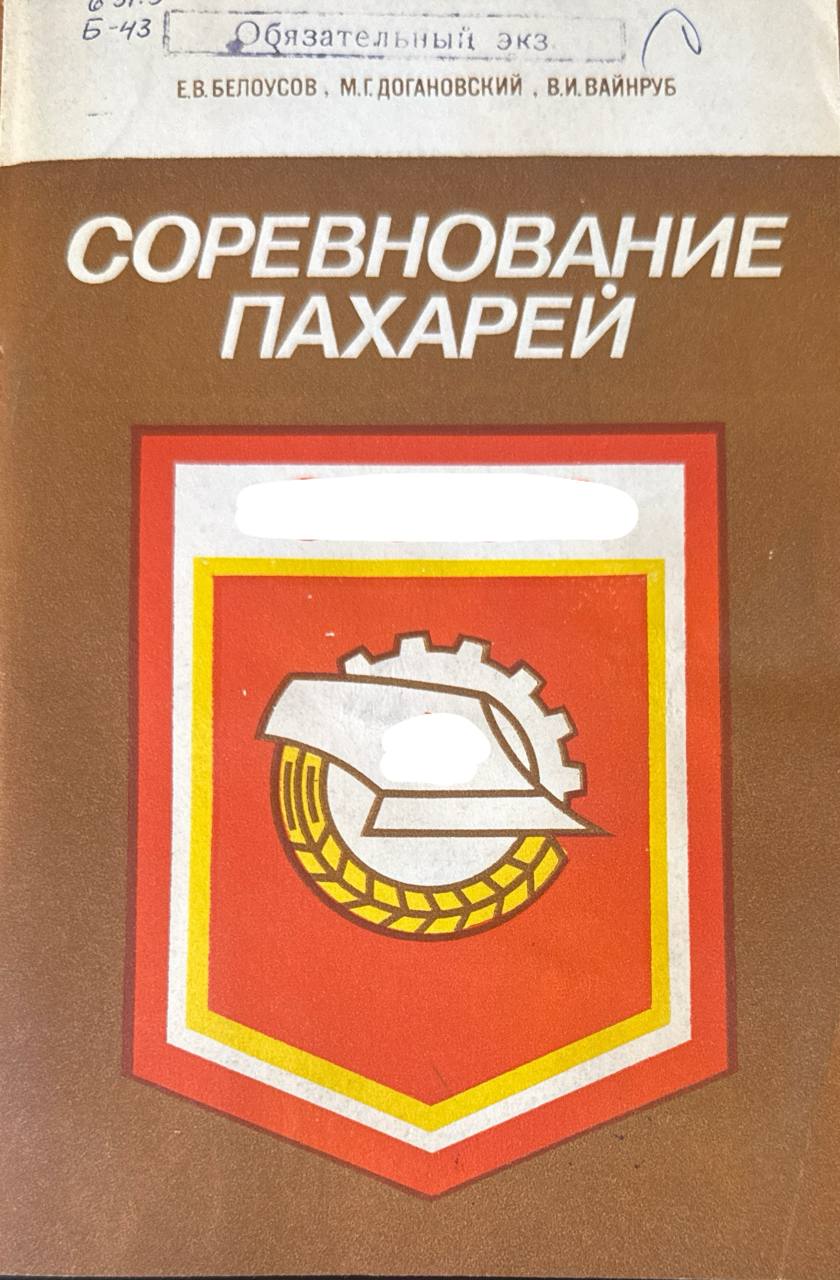 Б-43
Обязательный экз.
Е.В.БЕЛОУСОВ, М.Г.ДОГАНОВСКИЙ, В.И.ВАЙНРУБ
СОРЕВНОВАНИЕ
ПАХАРЕЙ